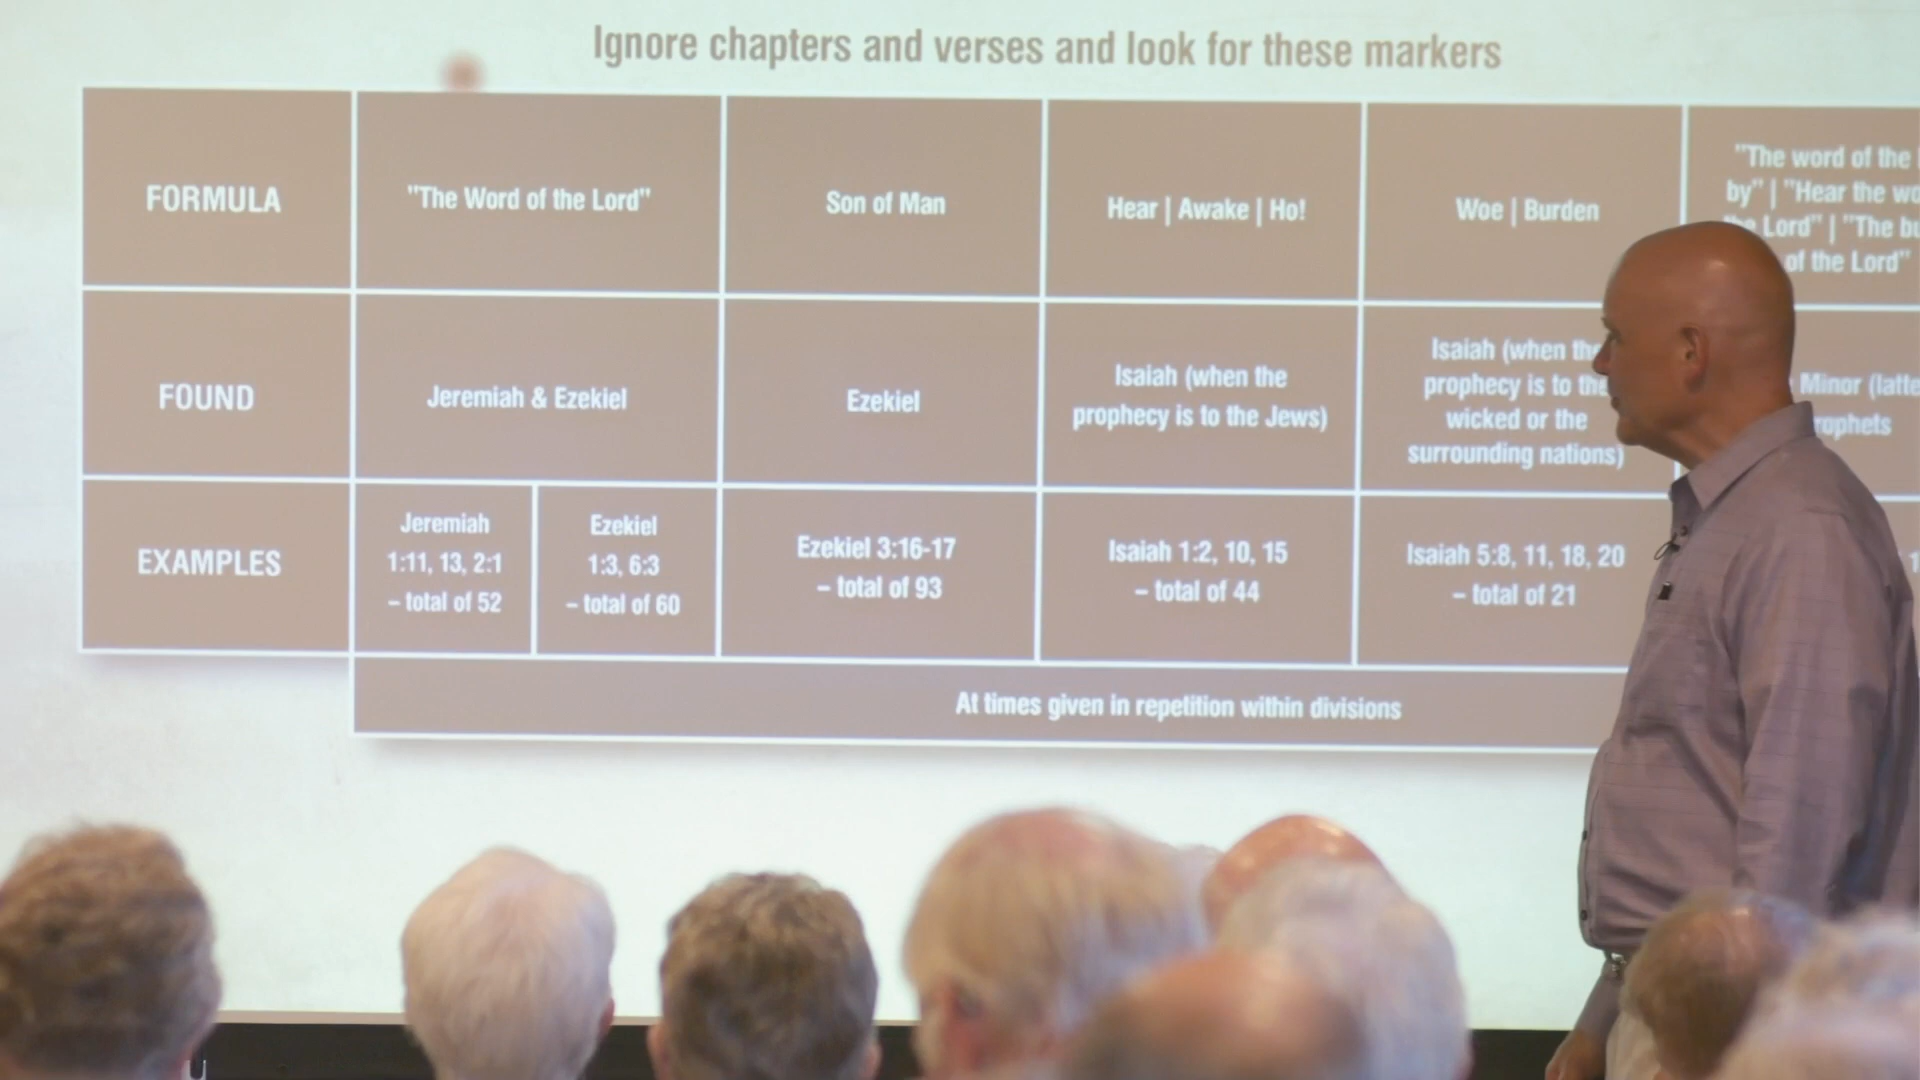 Ignore chapters and verses and look for these markers
FORMULA
"The Word of the Lord"
Son of Man
Hear | Awake | Ho!
Woe | Burden
"The word of the
by" | "Hear the
Lord" | "The
of the Lord"
FOUND
Jeremiah & Ezekiel
Ezekiel
Isaiah (when the
prophecy is to the Jews)
Isaiah (when the
prophecy is to the
wicked or the
surrounding nations)
Minor
EXAMPLES
Jeremiah
1:11, 13, 2:1
– total of 52
Ezekiel
1:3, 6:3
– total of 60
Ezekiel 3:16-17
– total of 93
Isaiah 1:2, 10, 15
– total of 44
Isaiah 5:8, 11, 18, 20
– total of 21
At times given in repetition within divisions